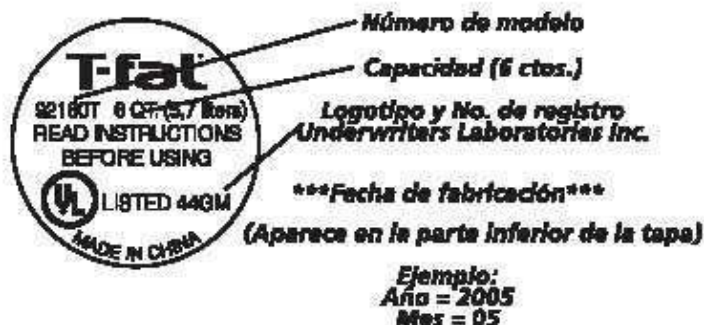 Número de modelo
T-fal
92160T 6 QT. (5,7 liters)
READ INSTRUCTIONS
BEFORE USING
UL LISTED 44GM
MADE IN CHINA
Capacidad (6 ctos.)
Logotipo y No. de registro
Underwriters Laboratories Inc.
***Fecha de fabricación***
(Aparece en la parte inferior de la tapa)
Ejemplo:
Año = 2005
Mes = 05